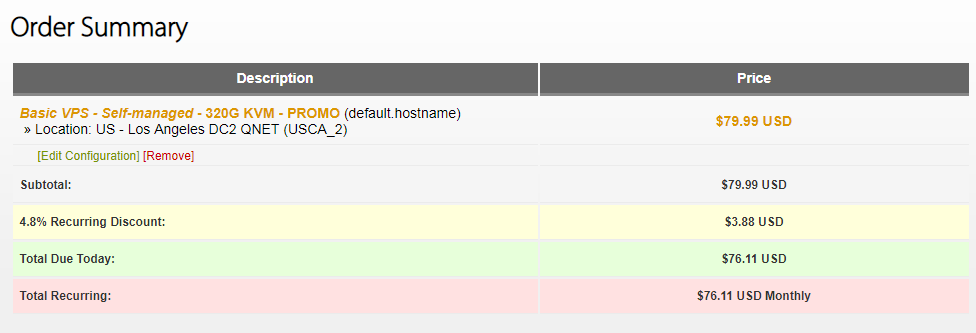 Order Summary
Description Price
Basic VPS - Self-managed - 320G KVM - PROMO (default.hostname)
» Location: US - Los Angeles DC2 QNET (USCA_2)
$79.99 USD
[Edit Configuration] [Remove]
Subtotal: $79.99 USD
4.8% Recurring Discount: $3.88 USD
Total Due Today: $76.11 USD
Total Recurring: $76.11 USD Monthly